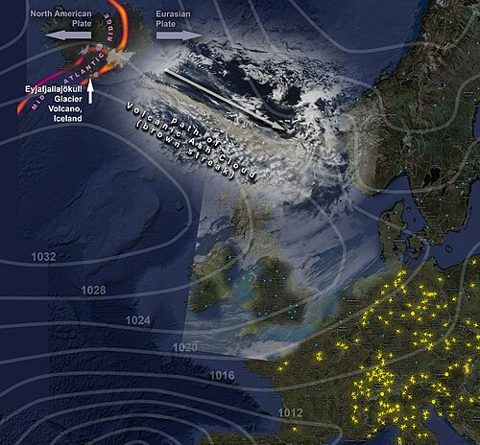 North American
Plate
Eurasian
Plate
MID ATLANTIC RIDGE
Eyjafjallajökull
Glacier
Volcano,
Iceland
path of
Volcanic Ash Cloud
(brown streak)
1032
1028
1024
1020
1016
1012